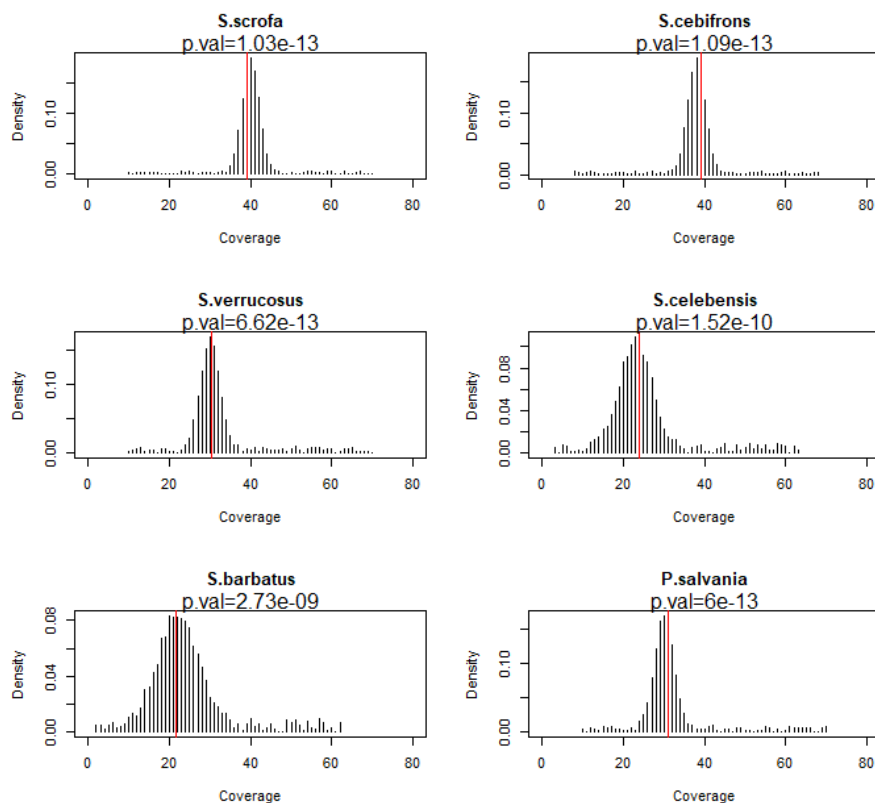 S.scrofa
p.val=1.03e-13
Density
0.00 0.10
0 20 40 60 80
Coverage
S.cebifrons
p.val=1.09e-13
Density
0.00 0.10
0 20 40 60 80
Coverage
S.verrucosus
p.val=6.62e-13
Density
0.00 0.10
0 20 40 60 80
Coverage
S.celebensis
p.val=1.52e-10
Density
0.00 0.04 0.08
0 20 40 60 80
Coverage
S.barbatus
p.val=2.73e-09
Density
0.00 0.04 0.08
0 20 40 60 80
Coverage
P.salvania
p.val=6e-13
Density
0.00 0.10
0 20 40 60 80
Coverage